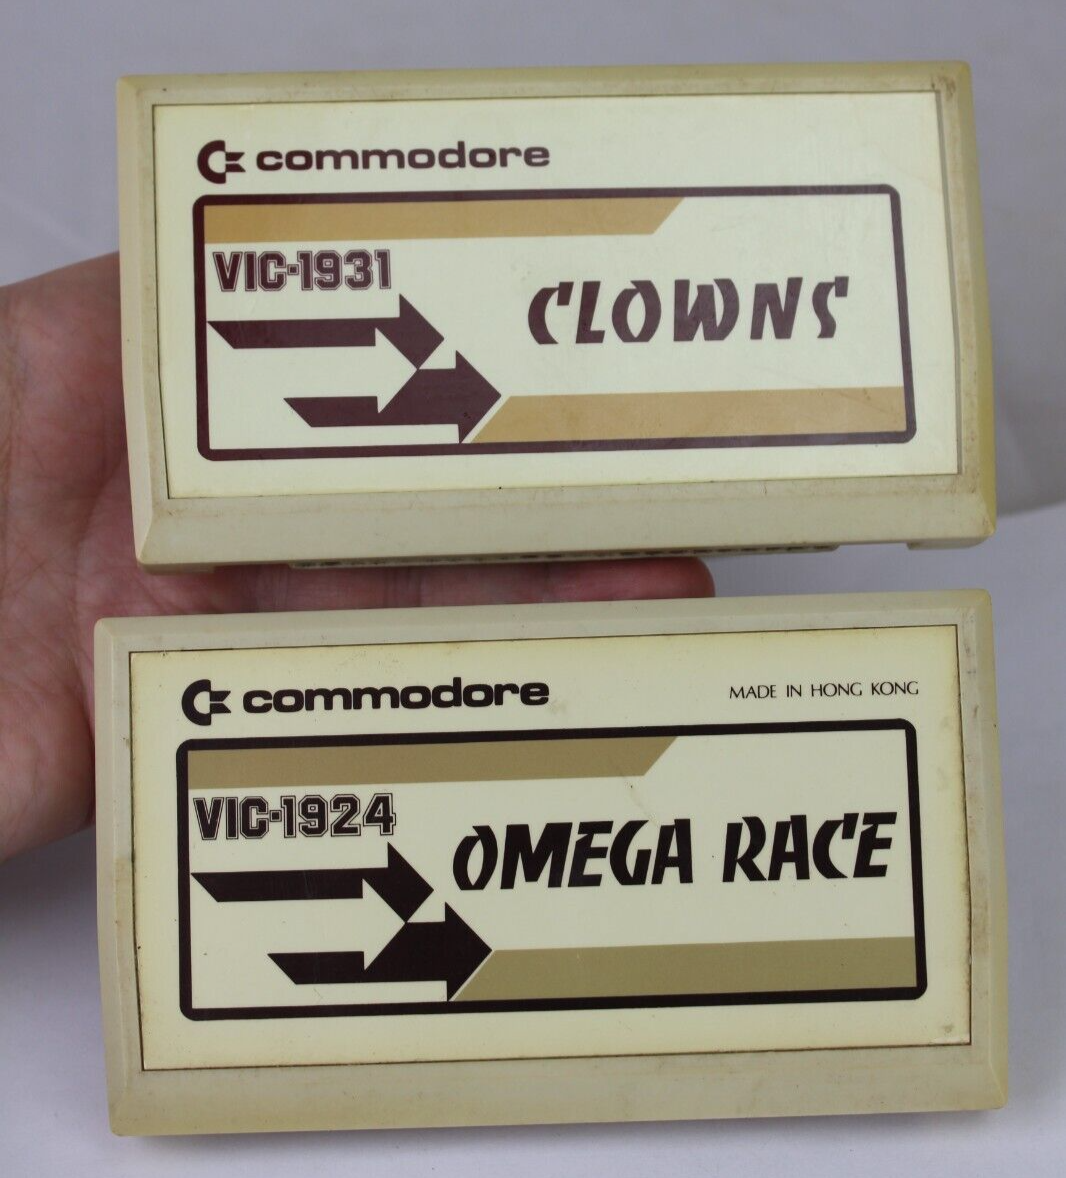 commodore
VIC-1931
CLOWNS
commodore
MADE IN HONG KONG
VIC-1924
OMEGA RACE